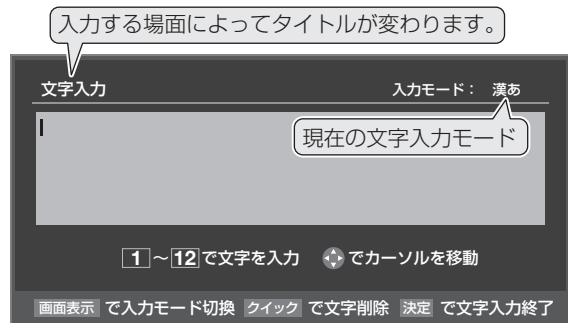 入力する場面によってタイトルが変わります。
文字入力 入力モード： 漢あ
現在の文字入力モード
1～12で文字を入力 でカーソルを移動
画面表示 で入力モード切換 クイック で文字削除 決定 で文字入力終了